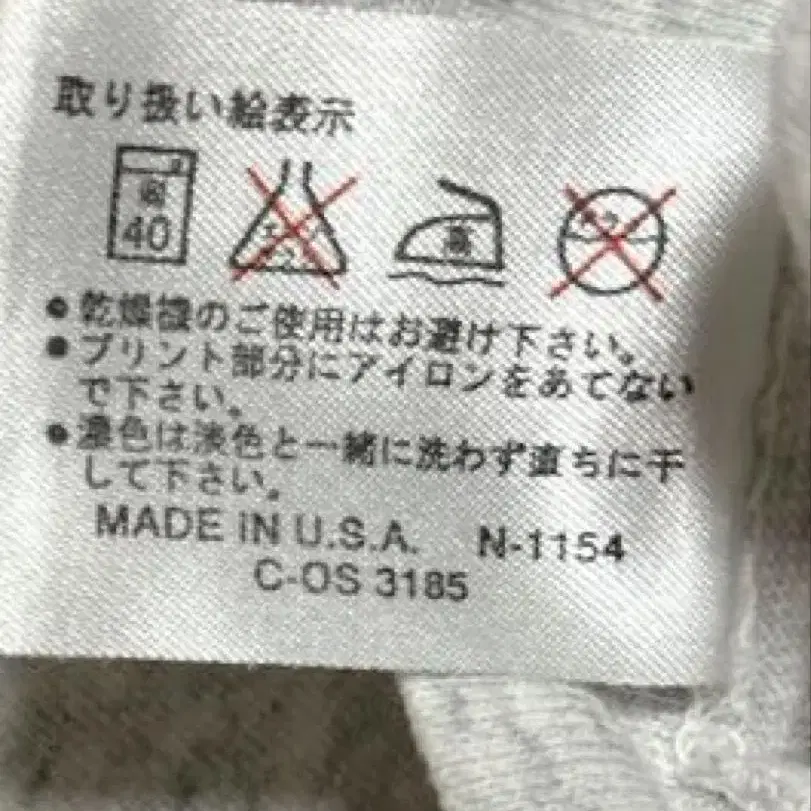 取り扱い絵表示
40
高
●乾燥機のご使用はお避け下さい。
●プリント部分にアイロンをあてない
で下さい。
●濃色は淡色と一緒に洗わず直ちに干
して下さい。
MADE IN U.S.A. N-1154
C-OS 3185